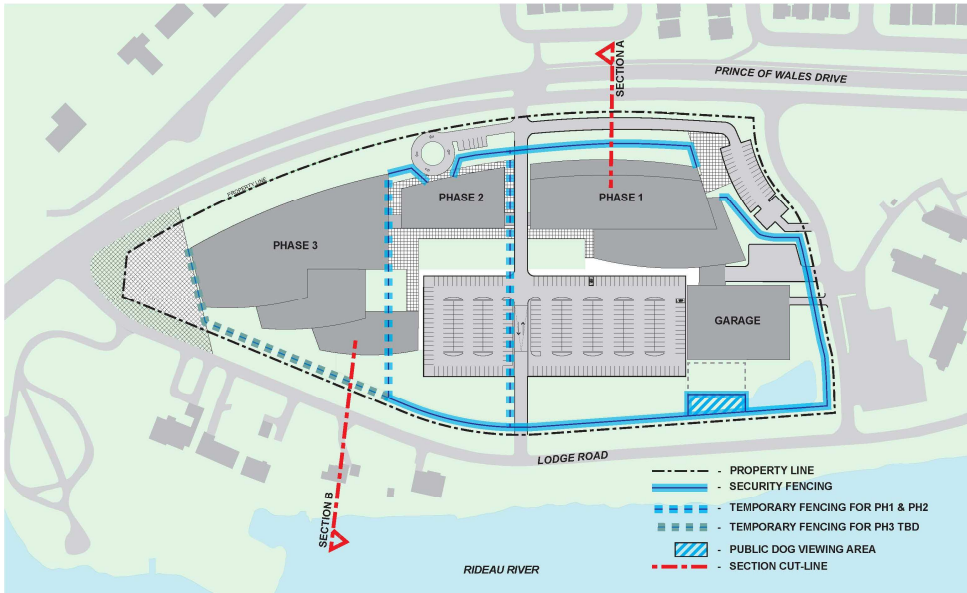 SECTION A
PRINCE OF WALES DRIVE
PROPERTY LINE
PHASE 2
PHASE 1
PHASE 3
GARAGE
LODGE ROAD
SECTION B
RIDEAU RIVER
- PROPERTY LINE
- SECURITY FENCING
- TEMPORARY FENCING FOR PH1 & PH2
- TEMPORARY FENCING FOR PH3 TBD
- PUBLIC DOG VIEWING AREA
- SECTION CUT-LINE